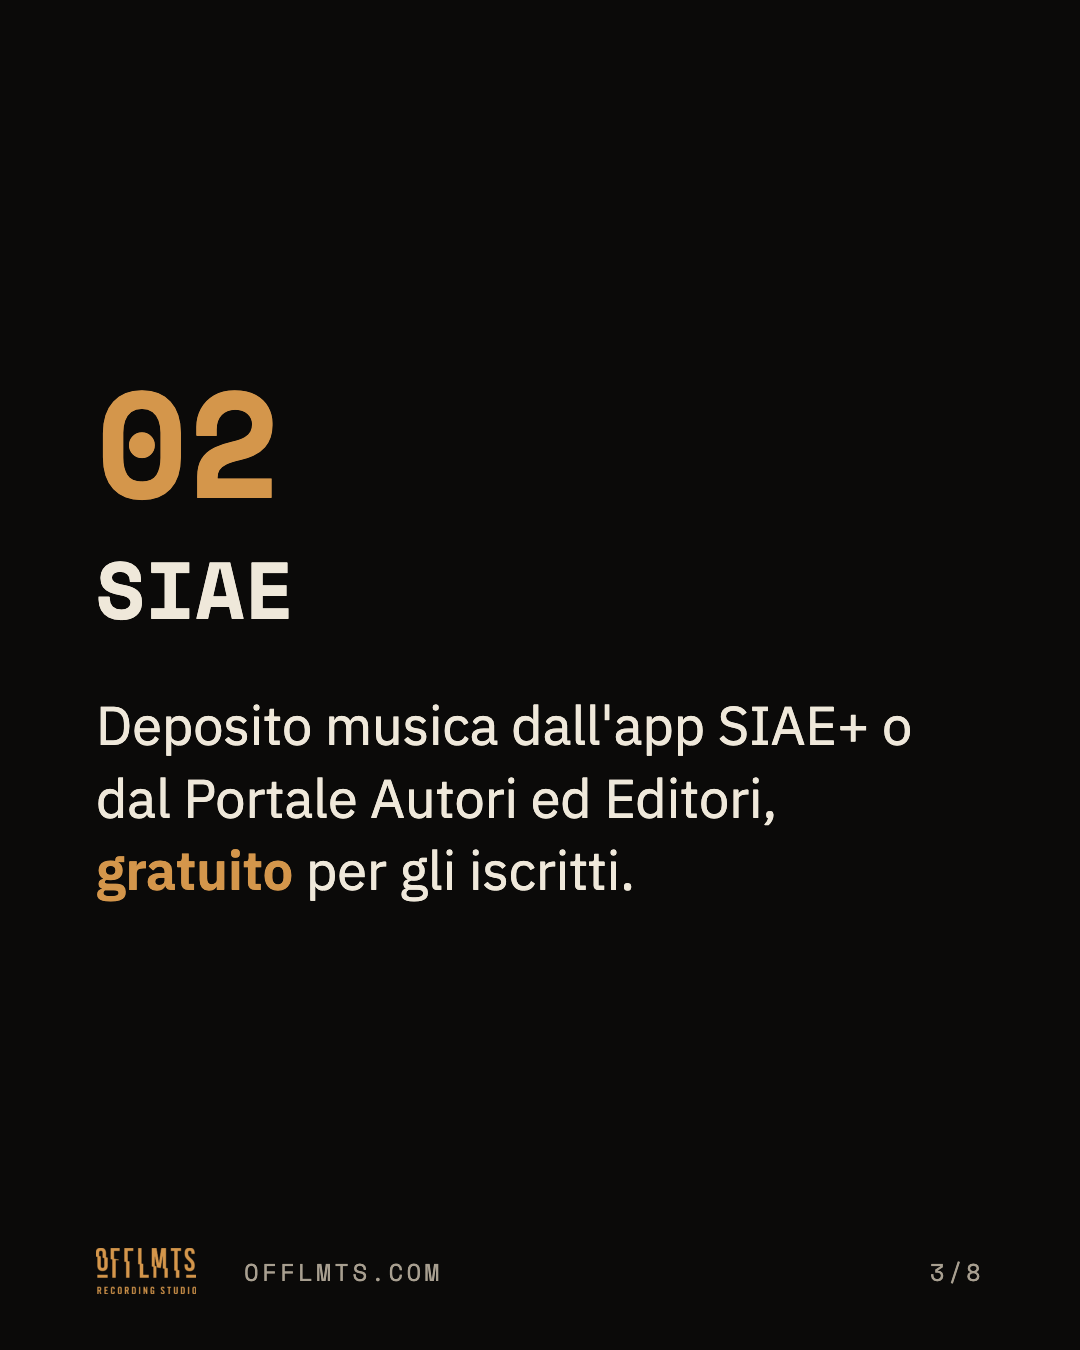 02
SIAE
Deposito musica dall'app SIAE+ o
dal Portale Autori ed Editori,
gratuito per gli iscritti.
OFFLMTS
RECORDING STUDIO
OFFLMTS.COM
3/8